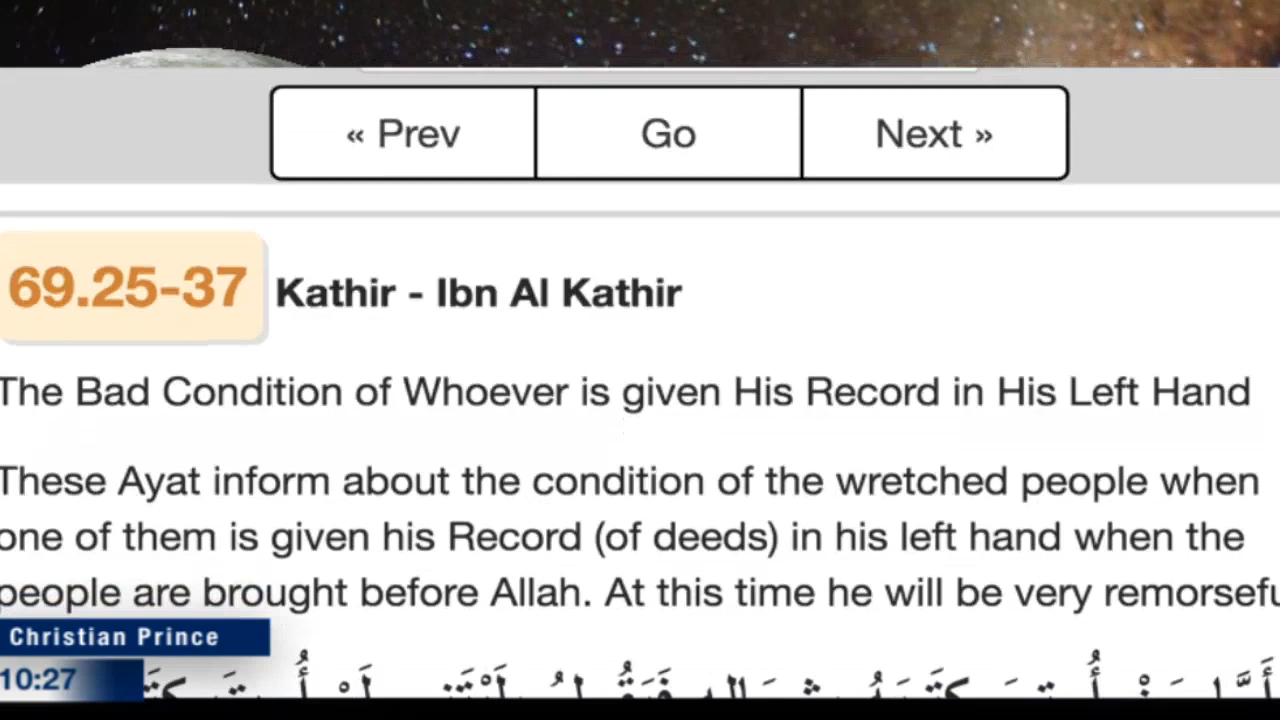 « Prev Go Next »
69.25-37 Kathir - Ibn Al Kathir
The Bad Condition of Whoever is given His Record in His Left Hand
These Ayat inform about the condition of the wretched people when
one of them is given his Record (of deeds) in his left hand when the
people are brought before Allah. At this time he will be very
Christian Prince
10:27